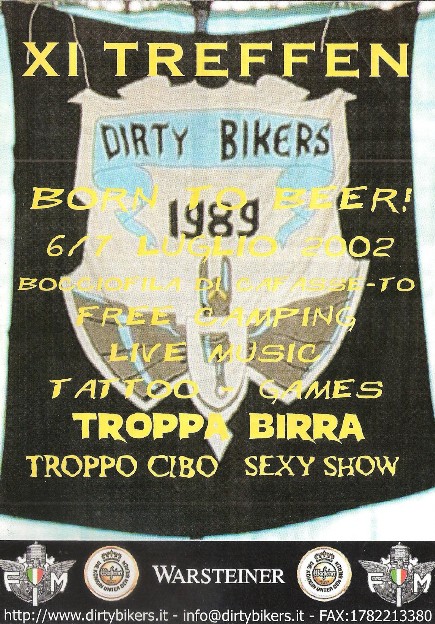 XI TREFFEN
DIRTY BIKERS
BORN TO BEER!
1989
6/7 LUGLIO 2002
BOCCIOFILA DI CAFASSE-TO
FREE CAMPING
LIVE MUSIC
TATTOO - GAMES
TROPPA BIRRA
TROPPO CIBO SEXY SHOW
F M WARSTEINER F M
http://www.dirtybikers.it - info@dirtybikers.it - FAX:1782213380